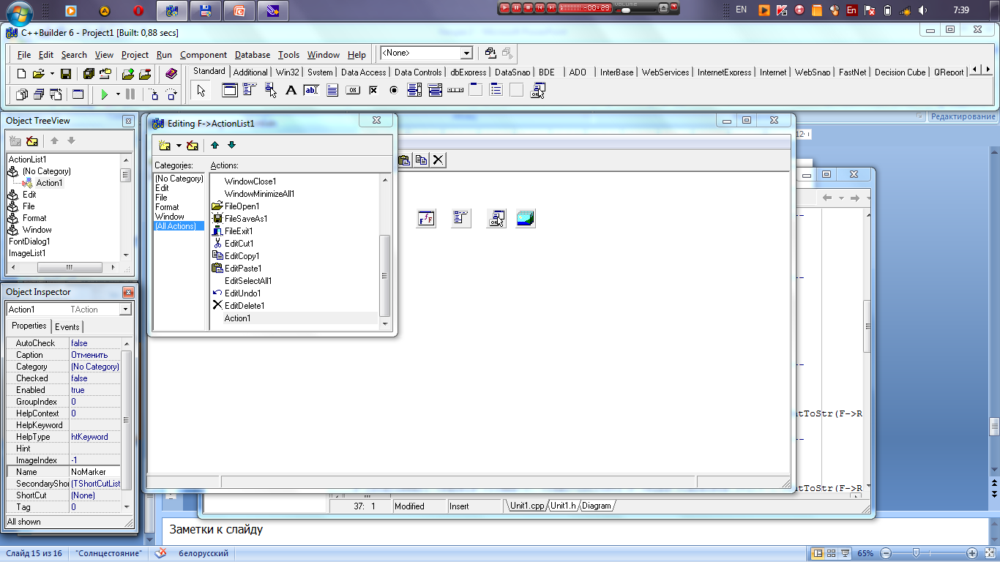 EN
-00:29
VOLUME
En
7:39
C++Builder 6 - Project1 [Built: 0,88 secs]
File Edit Search View Project Run Component Database Tools Window Help
<None>
Standard Additional Win32 System Data Access Data Controls dbExpress DataSnap BDE ADO InterBase WebServices InternetExpress Internet WebSnap FastNet Decision Cube QReport
Редактирование
Object TreeView
ActionList1
(No Category)
Action1
Edit
File
Format
Window
FontDialog1
ImageList1
Editing F->ActionList1
Categories:
(No Category)
Edit
File
Format
Window
(All Actions)
Actions:
WindowClose1
WindowMinimizeAll1
FileOpen1
FileSaveAs1
FileExit1
EditCut1
EditCopy1
EditPaste1
EditSelectAll1
EditUndo1
EditDelete1
Action1
12
Object Inspector
Action1 TAction
Properties Events
AutoCheck false
Caption Отменить
Category (No Category)
Checked false
Enabled true
GroupIndex 0
HelpContext 0
HelpKeyword
HelpType htKeyword
Hint
ImageIndex -1
Name NoMarker
SecondaryShor (TShortCutList
ShortCut (None)
Tag 0
All shown
ntToStr(F->R
ntToStr(F->R
37: 1 Modified Insert Unit1.cpp Unit1.h Diagram
Заметки к слайду
Слайд 15 из 16 "Солнцестояние" белорусский 65%